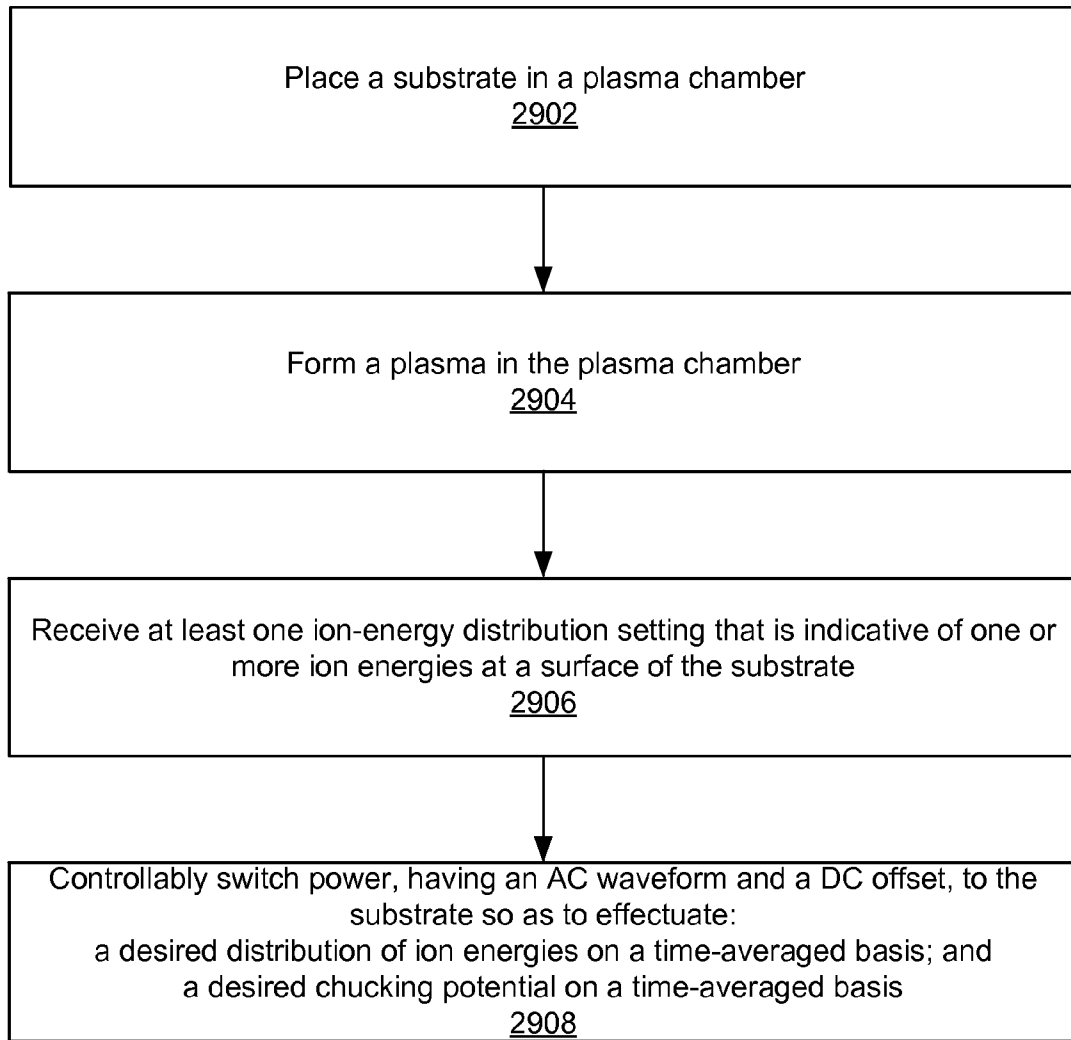 Place a substrate in a plasma chamber
2902
Form a plasma in the plasma chamber
2904
Receive at least one ion-energy distribution setting that is indicative of one or
more ion energies at a surface of the substrate
2906
Controllably switch power, having an AC waveform and a DC offset, to the
substrate so as to effectuate:
a desired distribution of ion energies on a time-averaged basis; and
a desired chucking potential on a time-averaged basis
2908